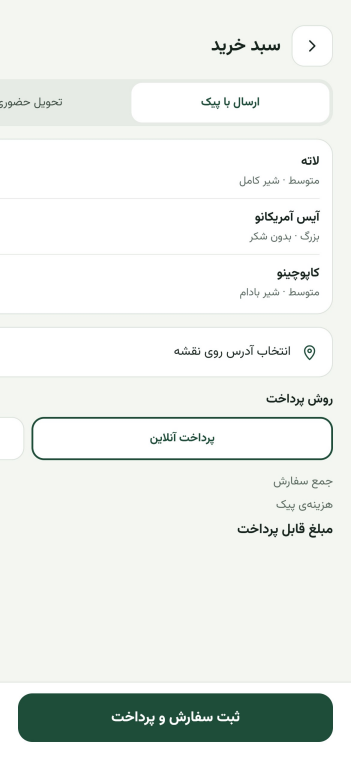 سبد خرید
ارسال با پیک
تحویل حضوری
لاته
متوسط · شیر کامل
آیس آمریکانو
بزرگ · بدون شکر
کاپوچینو
متوسط · شیر بادام
انتخاب آدرس روی نقشه
روش پرداخت
پرداخت آنلاین
جمع سفارش
هزینه‌ی پیک
مبلغ قابل پرداخت
ثبت سفارش و پرداخت